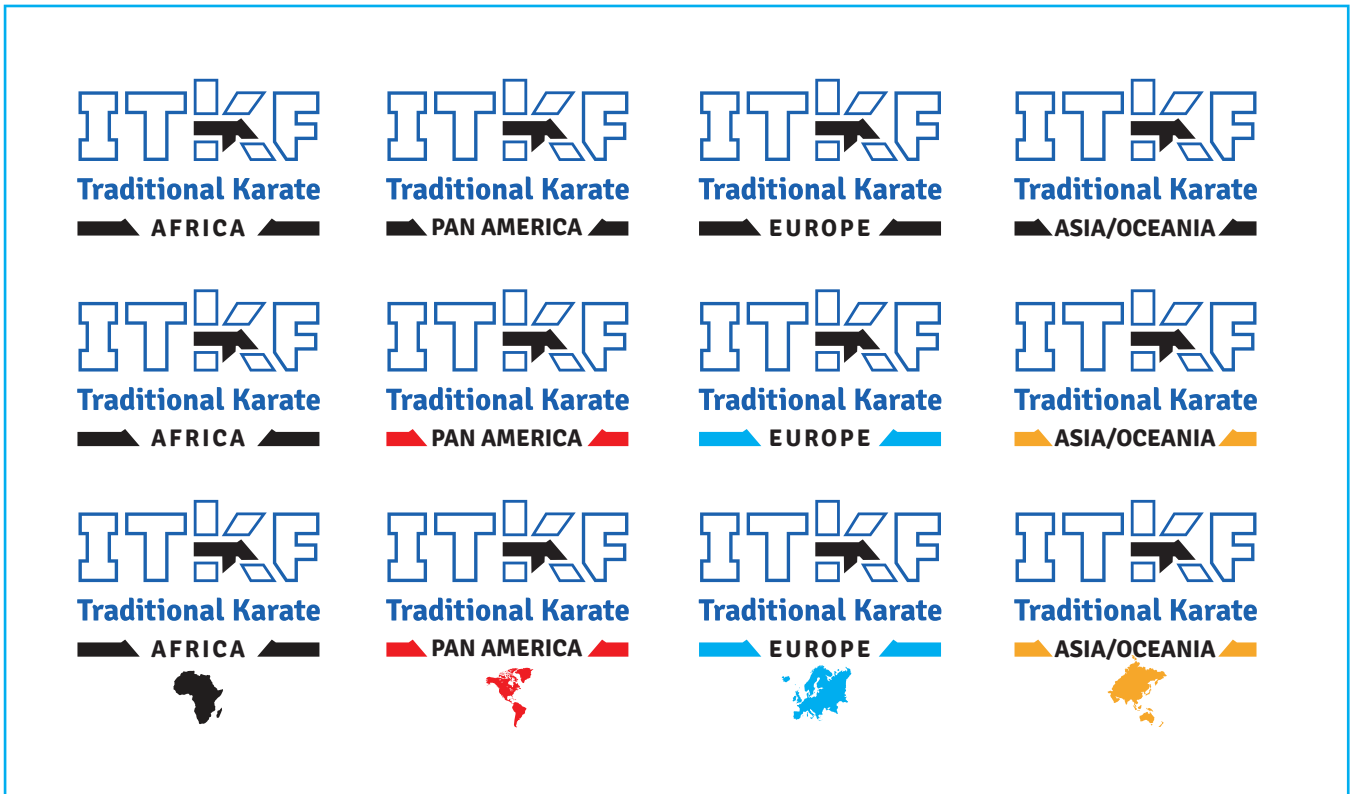 ITKF ITKF ITKF ITKF
Traditional Karate Traditional Karate Traditional Karate Traditional Karate
AFRICA PAN AMERICA EUROPE ASIA/OCEANIA
ITKF ITKF ITKF ITKF
Traditional Karate Traditional Karate Traditional Karate Traditional Karate
AFRICA PAN AMERICA EUROPE ASIA/OCEANIA
ITKF ITKF ITKF ITKF
Traditional Karate Traditional Karate Traditional Karate Traditional Karate
AFRICA PAN AMERICA EUROPE ASIA/OCEANIA